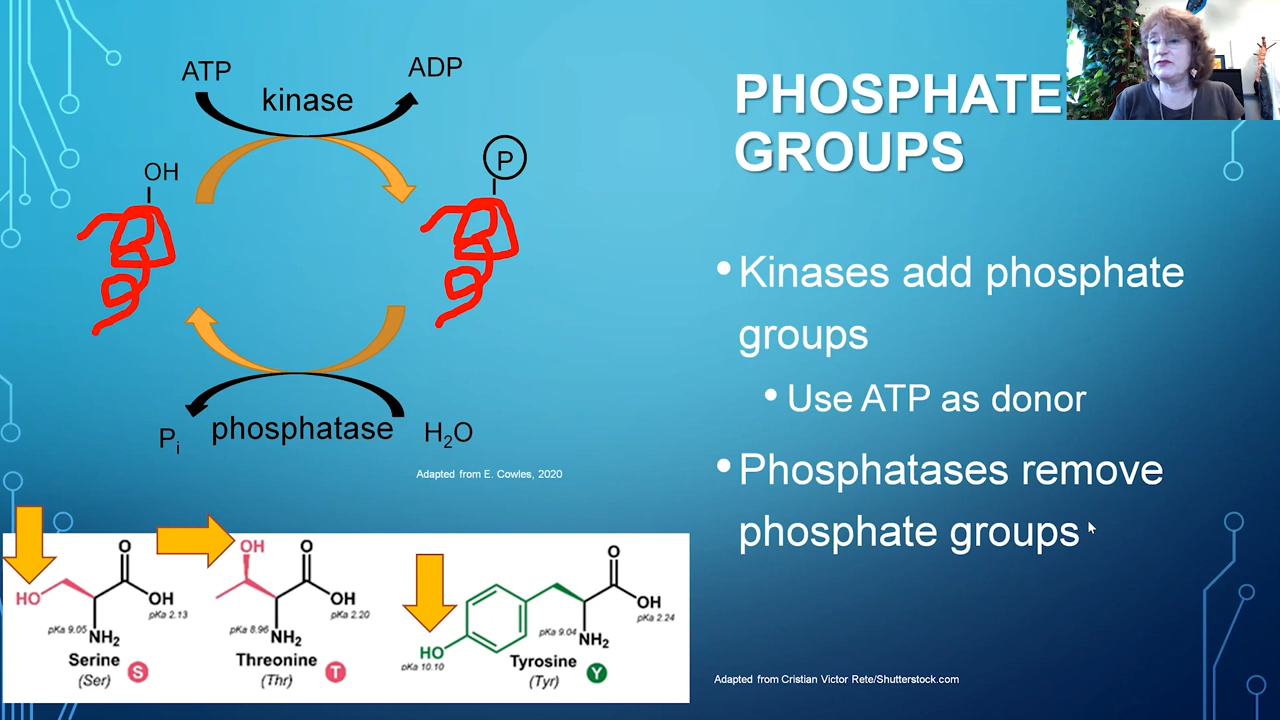 PHOSPHATE
GROUPS
ATP
kinase
ADP
OH
P
Pi
phosphatase
H2O
Adapted from E. Cowles, 2020
• Kinases add phosphate
groups
• Use ATP as donor
• Phosphatases remove
phosphate groups
HO
O
OH
pKa 2.13
pKa 9.05
NH2
Serine
(Ser)
S
OH
O
OH
pKa 2.20
pKa 8.96
NH2
Threonine
(Thr)
T
O
OH
pKa 2.24
pKa 9.04
NH2
HO
pKa 10.10
Tyrosine
(Tyr)
Y
Adapted from Cristian Victor Rete/Shutterstock.com